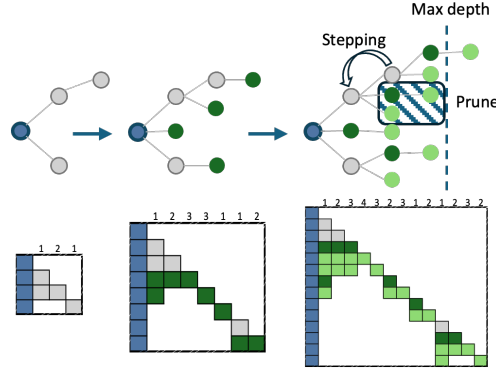 Max depth
Stepping
Prune
1 2 1
1 2 3 3 1 1 2
1 2 3 4 3 2 3 1 2 1 2 3 2